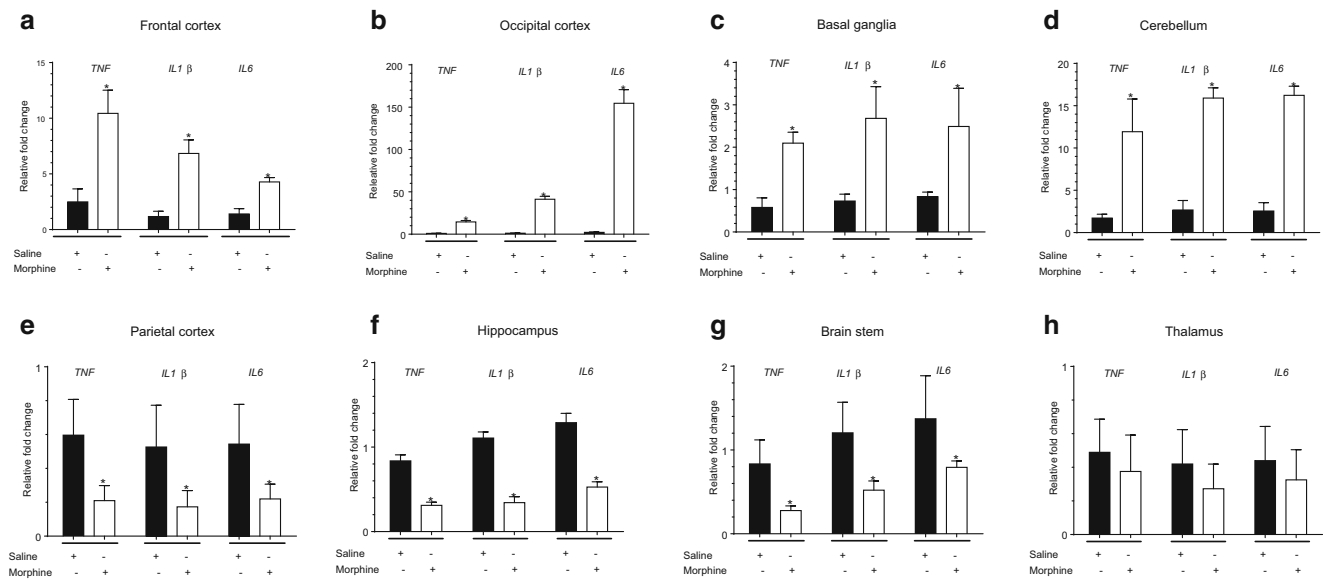 a
Frontal cortex
Relative fold change
15
10
5
0
TNF IL1 β IL6
*
*
*
Saline + - + - + -
Morphine - + - + - +
b
Occipital cortex
Releative fold change
200
150
100
50
0
TNF IL1 β IL6
*
*
*
Saline + - + - + -
Morphine - + - + - +
c
Basal ganglia
Relative fold change
4
3
2
1
0
TNF IL1 β IL6
*
*
*
Saline + - + - + -
Morphine - + - + - +
d
Cerebellum
Relative fold change
20
15
10
5
0
TNF IL1 β IL6
*
*
*
Saline + - + - + -
Morphine - + - + - +
e
Parietal cortex
Relative fold change
1
0
TNF IL1 β IL6
*
*
*
Saline + - + - + -
Morphine - + - + - +
f
Hippocampus
Relative fold change
2
1
0
TNF IL1 β IL6
*
*
*
Saline + - + - + -
Morphine - + - + - +
g
Brain stem
Relative fold change
2
1
0
TNF IL1 β IL6
*
*
*
Saline + - + - + -
Morphine - + - + - +
h
Thalamus
Relative fold change
1
0
TNF IL1 β IL6
Saline + - + - + -
Morphine - + - + - +